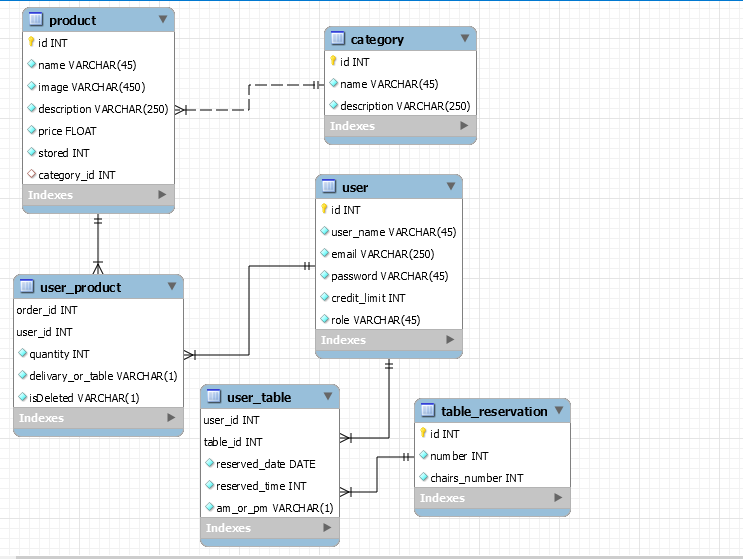 product
id INT
name VARCHAR(45)
image VARCHAR(450)
description VARCHAR(250)
price FLOAT
stored INT
category_id INT
Indexes
category
id INT
name VARCHAR(45)
description VARCHAR(250)
Indexes
user
id INT
user_name VARCHAR(45)
email VARCHAR(250)
password VARCHAR(45)
credit_limit INT
role VARCHAR(45)
Indexes
user_product
order_id INT
user_id INT
quantity INT
delivary_or_table VARCHAR(1)
isDeleted VARCHAR(1)
Indexes
user_table
user_id INT
table_id INT
reserved_date DATE
reserved_time INT
am_or_pm VARCHAR(1)
Indexes
table_reservation
id INT
number INT
chairs_number INT
Indexes